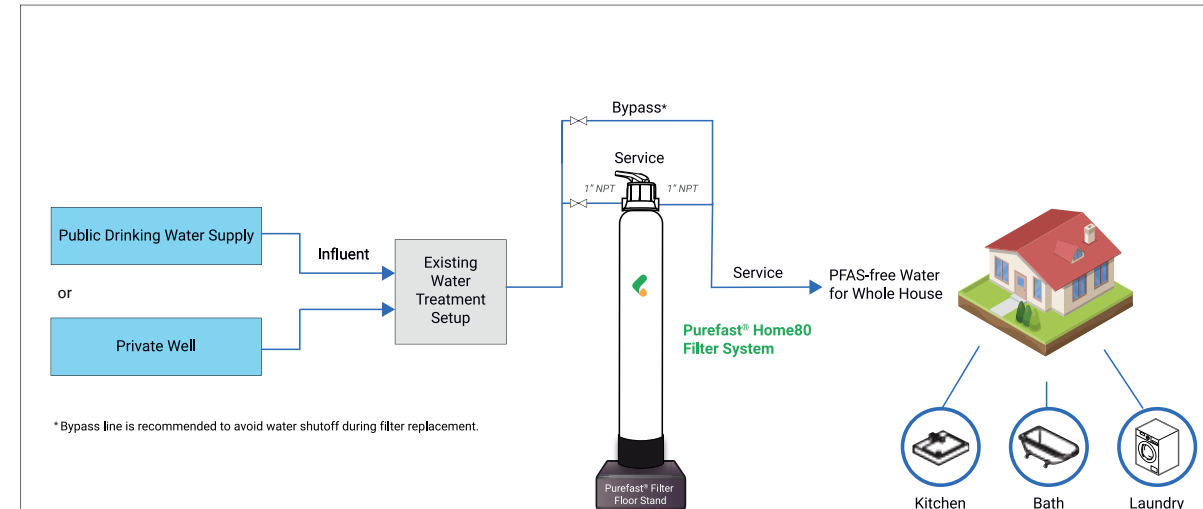 Bypass*
Service
1" NPT
1" NPT
Public Drinking Water Supply
Influent
or
Private Well
Existing
Water
Treatment
Setup
Service
PFAS-free Water
for Whole House
Purefast® Home80
Filter System
* Bypass line is recommended to avoid water shutoff during filter replacement.
Purefast® Filter
Floor Stand
Kitchen
Bath
Laundry